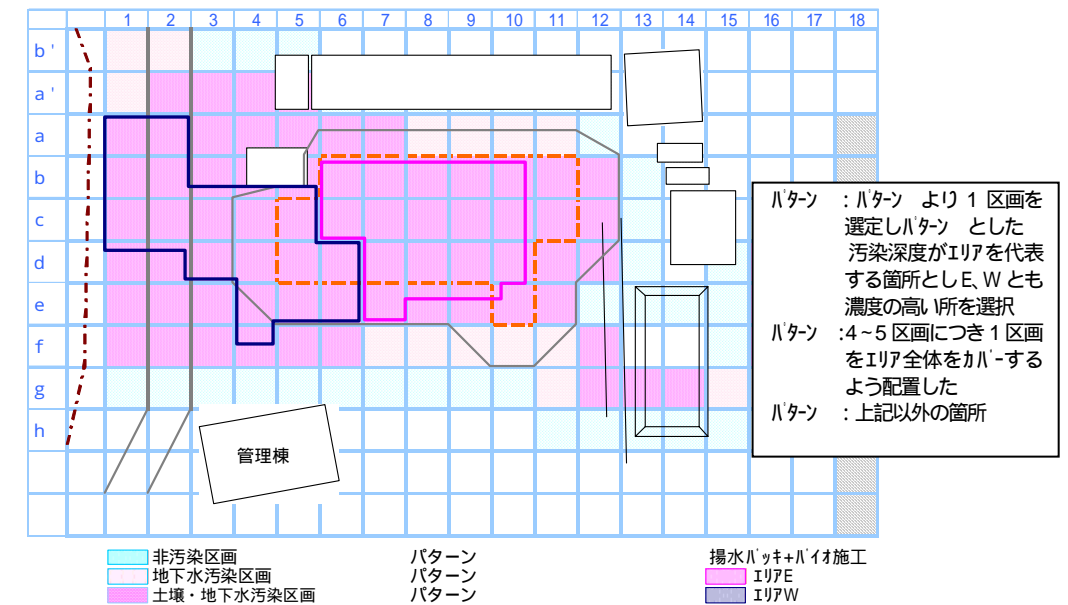 1 2 3 4 5 6 7 8 9 10 11 12 13 14 15 16 17 18
b'
a'
a
b
c
d
e
f
g
h
管理棟
ﾊﾟﾀｰﾝ ：ﾊﾟﾀｰﾝ より 1 区画を
選定しﾊﾟﾀｰﾝ とした
汚染深度がｴﾘｱを代表
する箇所とし E、W とも
濃度の高い所を選択
ﾊﾟﾀｰﾝ :4~5 区画につき 1 区画
をｴﾘｱ全体をｶﾊﾞｰする
よう配置した
ﾊﾟﾀｰﾝ ：上記以外の箇所
非汚染区画 パターン 揚水ﾊﾞｯｷ+ﾊﾞｲｵ施工
地下水汚染区画 パターン ｴﾘｱE
土壌・地下水汚染区画 パターン ｴﾘｱW